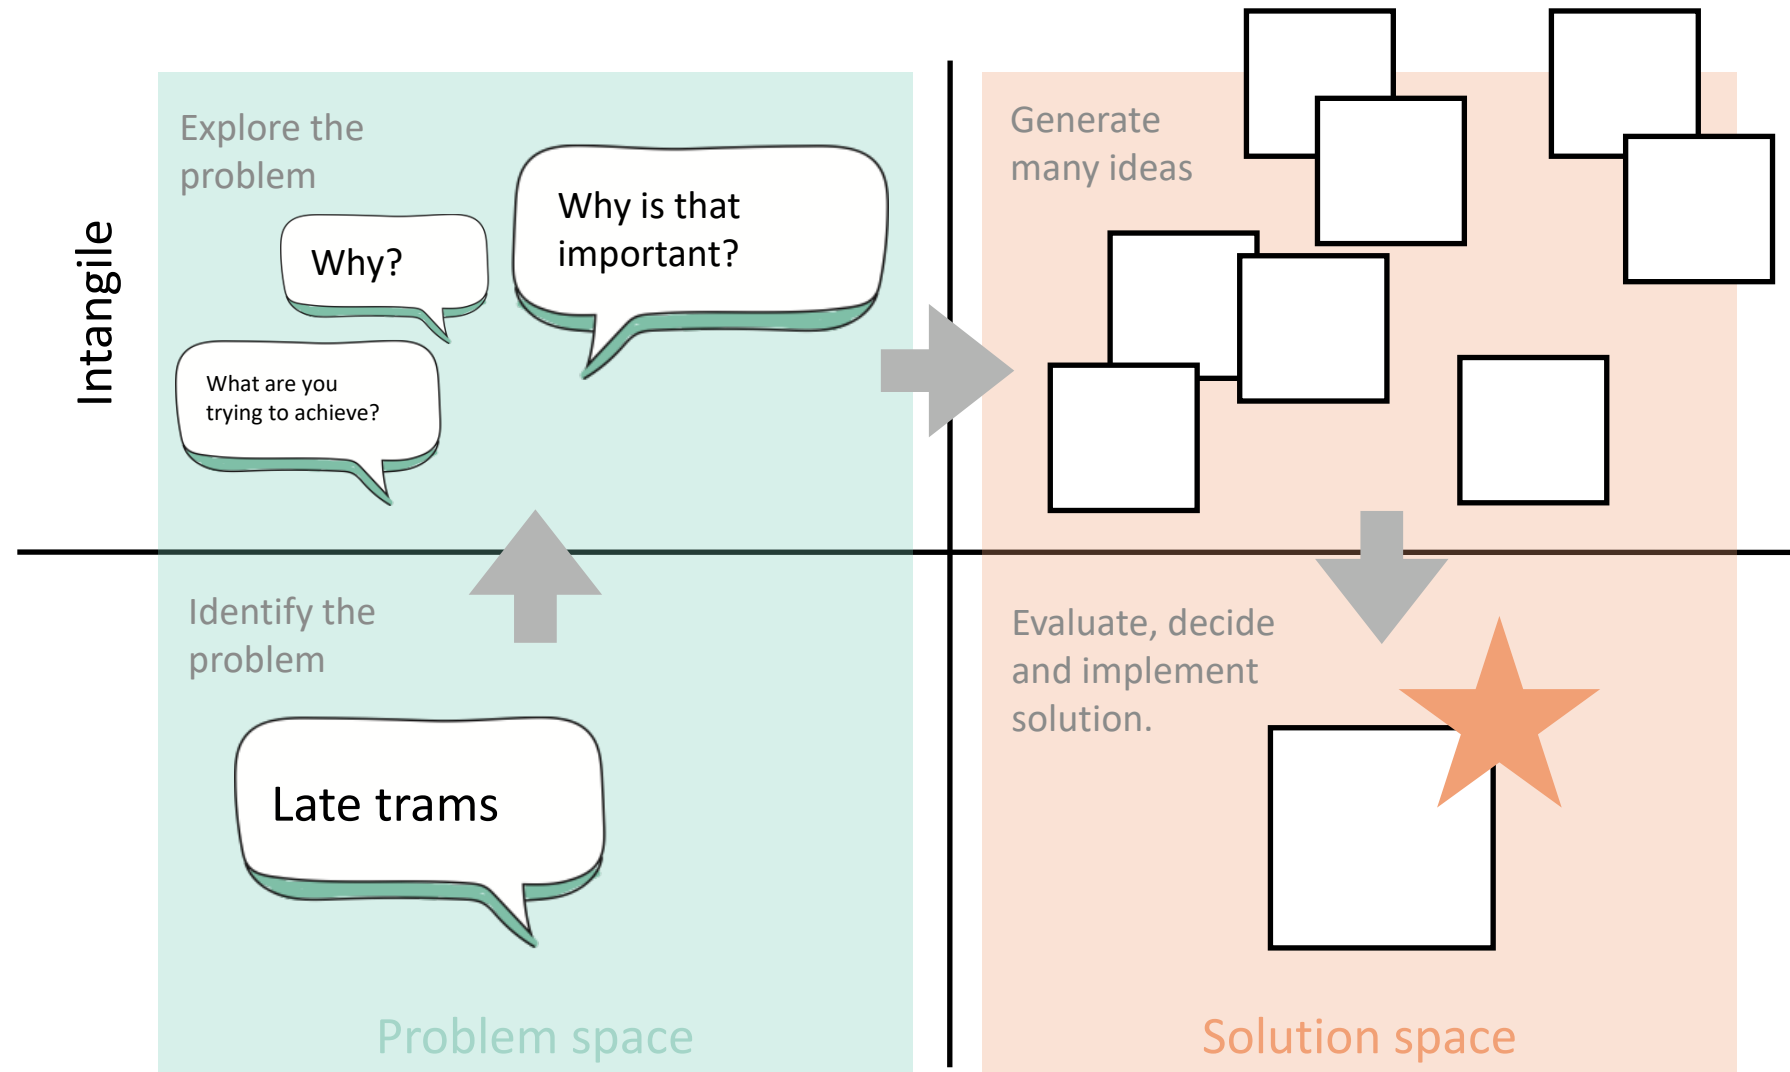 Intangile
Explore the
problem
Why?
Why is that
important?
What are you
trying to achieve?
Generate
many ideas
Identify the
problem
Late trams
Evaluate, decide
and implement
solution.
Problem space
Solution space